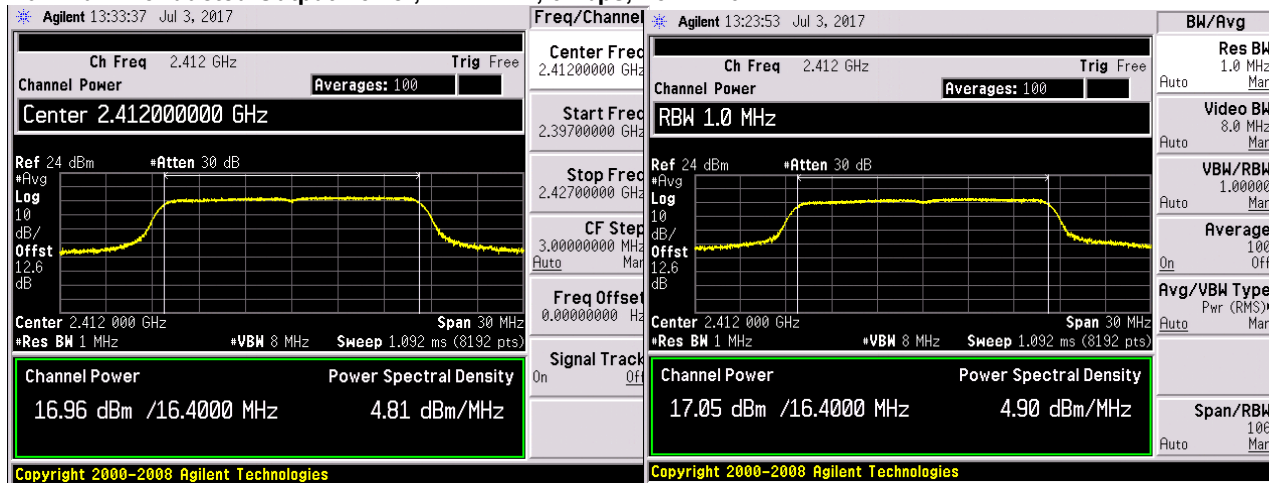 Agilent 13:33:37 Jul 3, 2017
Freq/Channel
Ch Freq 2.412 GHz Trig Free
Channel Power Averages: 100
Center 2.412000000 GHz
Ref 24 dBm #Atten 30 dB
#Avg
Log
10
dB/
Offst
12.6
dB
Center 2.412 000 GHz Span 30 MHz
#Res BW 1 MHz #VBW 8 MHz Sweep 1.092 ms (8192 pts)
Channel Power Power Spectral Density
16.96 dBm /16.4000 MHz 4.81 dBm/MHz
Copyright 2000-2008 Agilent Technologies
Center Freq
2.41200000 GHz
Start Freq
2.39700000 GHz
Stop Freq
2.42700000 GHz
CF Step
3.00000000 MHz
Auto Man
Freq Offset
0.00000000 Hz
Signal Track
On Off
Agilent 13:23:53 Jul 3, 2017
BW/Avg
Ch Freq 2.412 GHz Trig Free
Channel Power Averages: 100
RBW 1.0 MHz
Ref 24 dBm #Atten 30 dB
#Avg
Log
10
dB/
Offst
12.6
dB
Center 2.412 000 GHz Span 30 MHz
#Res BW 1 MHz #VBW 8 MHz Sweep 1.092 ms (8192 pts)
Channel Power Power Spectral Density
17.05 dBm /16.4000 MHz 4.90 dBm/MHz
Copyright 2000-2008 Agilent Technologies
Res BW
1.0 MHz
Auto Man
Video BW
8.0 MHz
Auto Man
VBW/RBW
1.00000
Auto Man
Average
100
On Off
Avg/VBW Type
Pwr (RMS)
Auto Man
Span/RBW
106
Auto Man